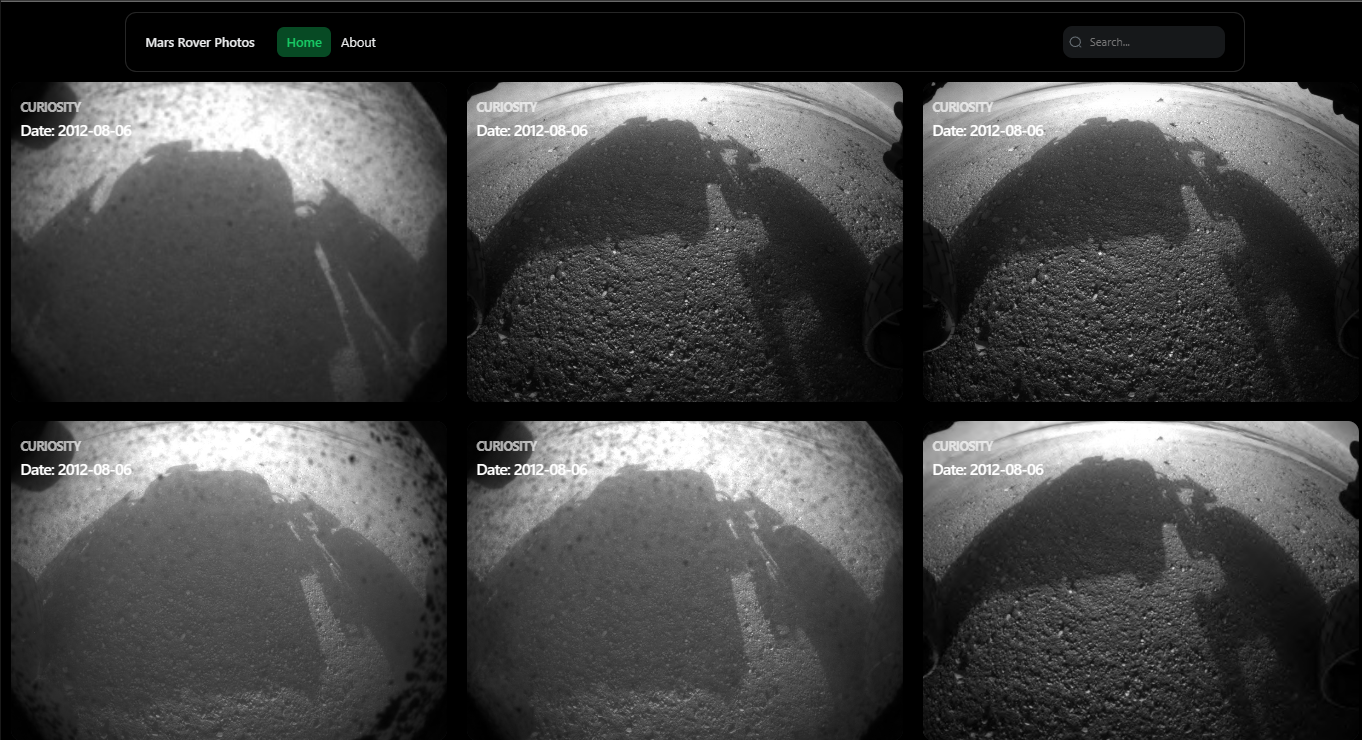 Mars Rover Photos Home About Search...
CURIOSITY CURIOSITY CURIOSITY
Date: 2012-08-06 Date: 2012-08-06 Date: 2012-08-06
CURIOSITY CURIOSITY CURIOSITY
Date: 2012-08-06 Date: 2012-08-06 Date: 2012-08-06